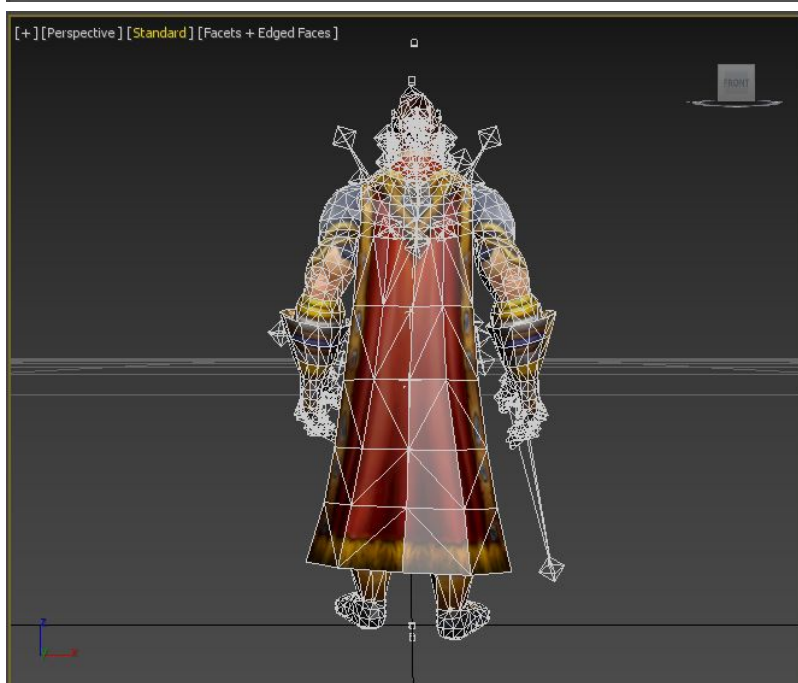 [+] [Perspective] [Standard] [Facets + Edged Faces]
FRONT
z
x